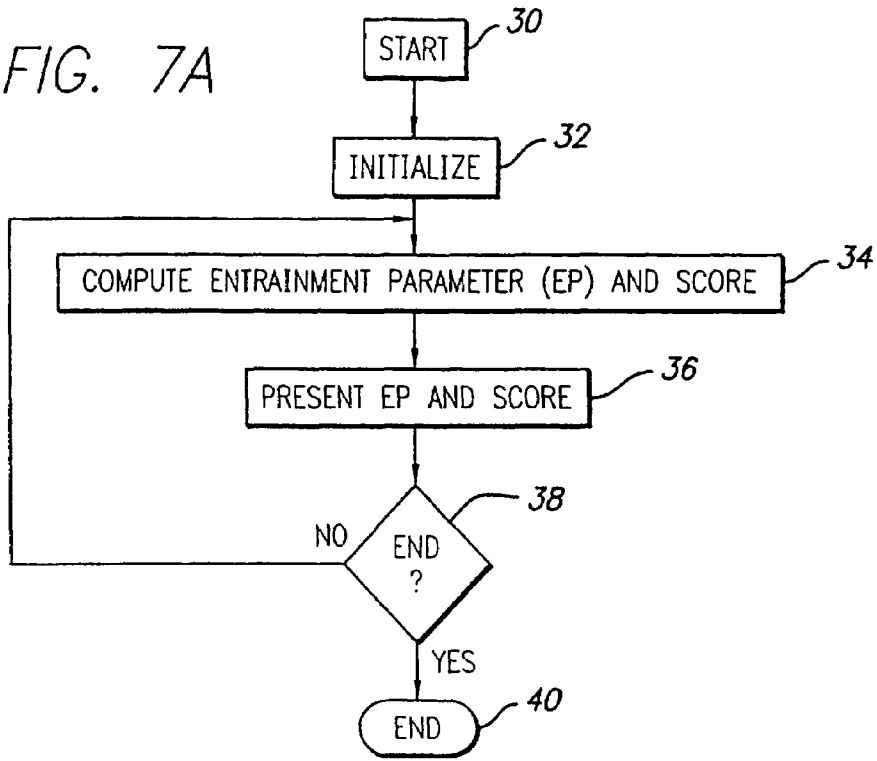 FIG. 7A
START
30
INITIALIZE
32
COMPUTE ENTRAINMENT PARAMETER (EP) AND SCORE
34
PRESENT EP AND SCORE
36
END
?
38
NO
YES
END
40